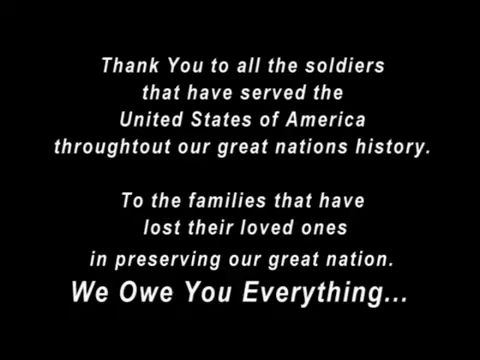 Thank You to all the soldiers
that have served the
United States of America
throughtout our great nations history.
To the families that have
lost their loved ones
in preserving our great nation.
We Owe You Everything...